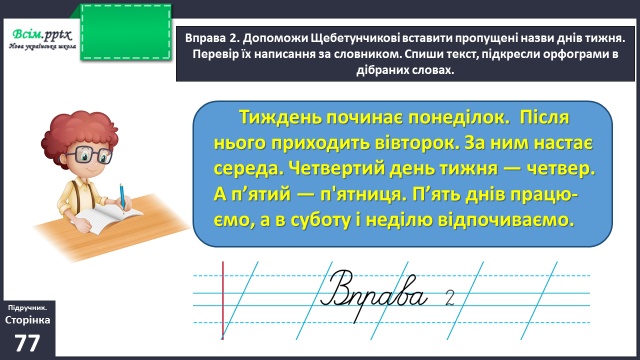 Всім.pptx
Нова українська школа
Вправа 2. Допоможи Щебетунчикові вставити пропущені назви днів тижня.
Перевір їх написання за словником. Спиши текст, підкресли орфограми в
дібраних словах.
Тиждень починає понеділок. Після
нього приходить вівторок. За ним настає
середа. Четвертий день тижня — четвер.
А п’ятий — п'ятниця. П’ять днів працю-
ємо, а в суботу і неділю відпочиваємо.
Вправа 2
Підручник.
Сторінка
77